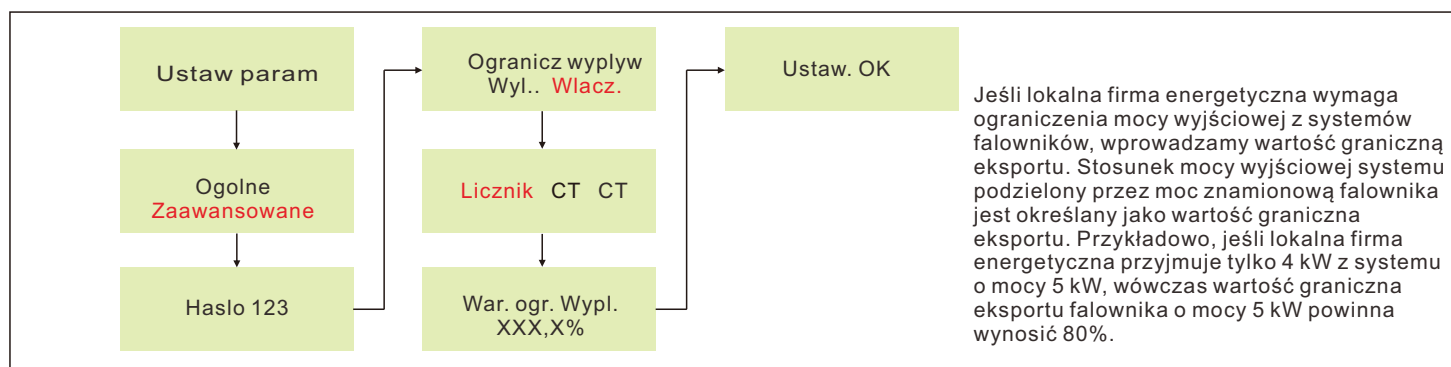 Ustaw param
Ogolne
Zaawansowane
Haslo 123
Ogranicz wyplyw
Wyl.. Wlacz.
Licznik CT CT
War. ogr. Wypl.
XXX,X%
Ustaw. OK
Jeśli lokalna firma energetyczna wymaga
ograniczenia mocy wyjściowej z systemów
falowników, wprowadzamy wartość graniczną
eksportu. Stosunek mocy wyjściowej systemu
podzielony przez moc znamionową falownika
jest określany jako wartość graniczna
eksportu. Przykładowo, jeśli lokalna firma
energetyczna przyjmuje tylko 4 kW z systemu
o mocy 5 kW, wówczas wartość graniczna
eksportu falownika o mocy 5 kW powinna
wynosić 80%.